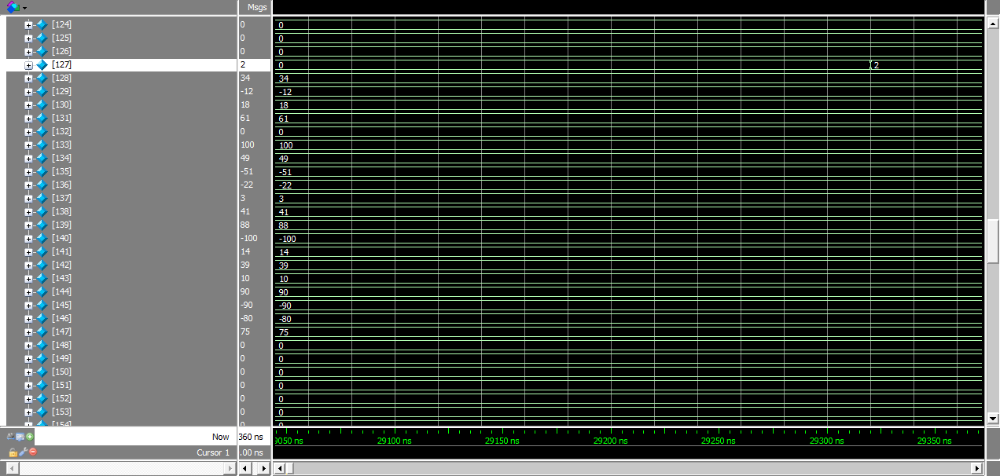 Msgs
[124] 0 0
[125] 0 0
[126] 0 0
[127] 2 0 2
[128] 34 34
[129] -12 -12
[130] 18 18
[131] 61 61
[132] 0 0
[133] 100 100
[134] 49 49
[135] -51 -51
[136] -22 -22
[137] 3 3
[138] 41 41
[139] 88 88
[140] -100 -100
[141] 14 14
[142] 39 39
[143] 10 10
[144] 90 90
[145] -90 -90
[146] -80 -80
[147] 75 75
[148] 0 0
[149] 0 0
[150] 0 0
[151] 0 0
[152] 0 0
[153] 0 0
[154] 0 0
Now 360 ns 9050 ns 29100 ns 29150 ns 29200 ns 29250 ns 29300 ns 29350 ns
Cursor 1 .00 ns